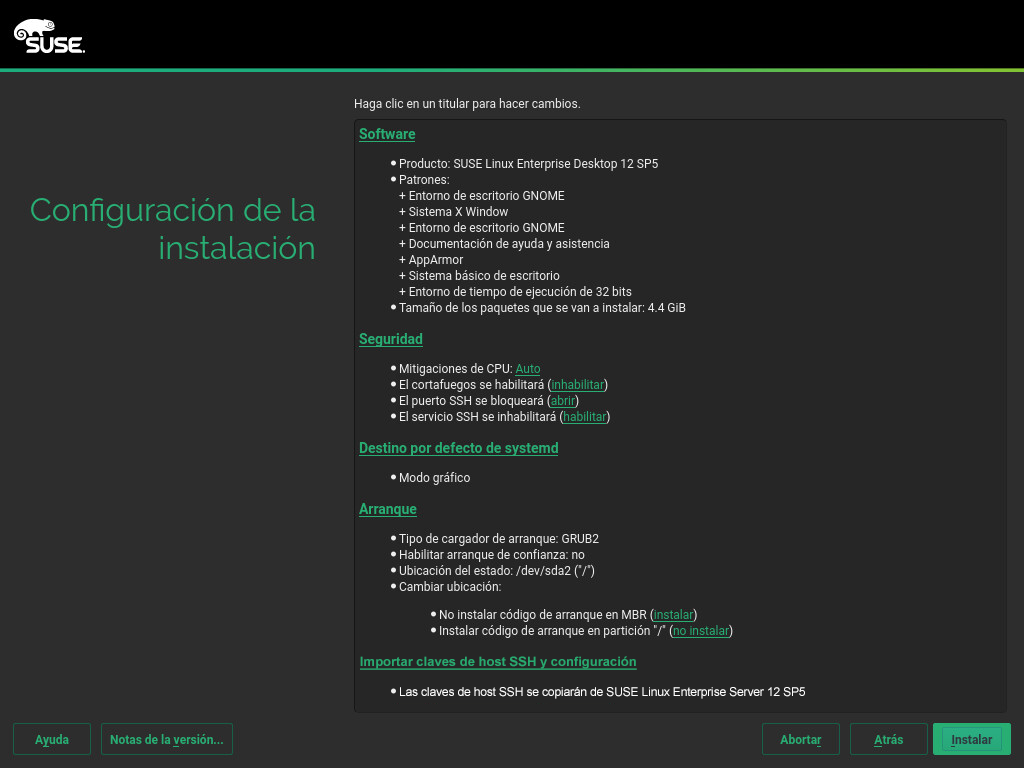 SUSE.
Haga clic en un titular para hacer cambios.
Configuración de la
instalación
Software
Producto: SUSE Linux Enterprise Desktop 12 SP5
Patrones:
+ Entorno de escritorio GNOME
+ Sistema X Window
+ Entorno de escritorio GNOME
+ Documentación de ayuda y asistencia
+ AppArmor
+ Sistema básico de escritorio
+ Entorno de tiempo de ejecución de 32 bits
Tamaño de los paquetes que se van a instalar: 4.4 GiB
Seguridad
Mitigaciones de CPU: Auto
El cortafuegos se habilitará (inhabilitar)
El puerto SSH se bloqueará (abrir)
El servicio SSH se inhabilitará (habilitar)
Destino por defecto de systemd
Modo gráfico
Arranque
Tipo de cargador de arranque: GRUB2
Habilitar arranque de confianza: no
Ubicación del estado: /dev/sda2 ("/")
Cambiar ubicación:
No instalar código de arranque en MBR (instalar)
Instalar código de arranque en partición "/" (no instalar)
Importar claves de host SSH y configuración
Las claves de host SSH se copiarán de SUSE Linux Enterprise Server 12 SP5
Ayuda
Notas de la versión...
Abortar
Atrás
Instalar